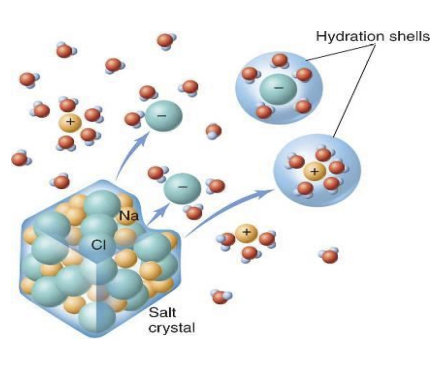 Hydration shells
+
−
−
+
−
+
Na
Cl
Salt
crystal